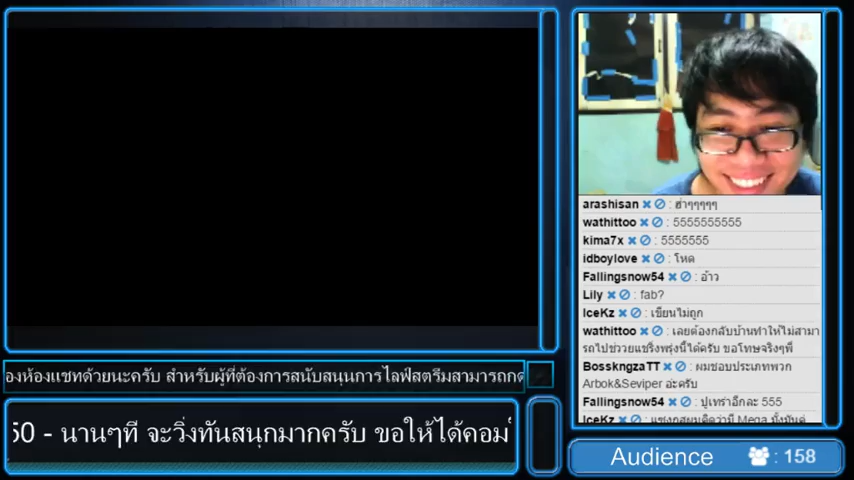 arashisan : ฮ่าๆๆๆๆๆ
wathittoo : 5555555555
kima7x : 5555555
idboylove : โหด
Fallingsnow54 : อ้าว
Lily : fab?
IceKz : เขียนไม่ถูก
wathittoo : เลยต้องกลับบ้านทำให้ไม่สามา
รถไปช่วยแชริ่งพรุ่งนี้ได้ครับ ขอโทษจริงๆพี่
BosskngzaTT : ผมชอบประเภทพวก
Arbok&Seviper อ่ะครับ
Fallingsnow54 : ปูเทร่าอีกละ 555
IceKz :
องห้องแชทด้วยนะครับ สำหรับผู้ที่ต้องการสนับสนุนการไลฟ์สตรีมสามารถกด
50 - นานๆที จะวิ่งทันสนุกมากครับ ขอให้ได้คอม
Audience : 158